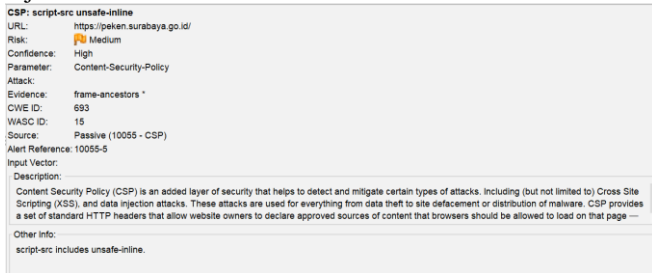 CSP: script-src unsafe-inline
URL: https://peken.surabaya.go.id/
Risk: Medium
Confidence: High
Parameter: Content-Security-Policy
Attack:
Evidence: frame-ancestors *
CWE ID: 693
WASC ID: 15
Source: Passive (10055 - CSP)
Alert Reference: 10055-5
Input Vector:
Description:
Content Security Policy (CSP) is an added layer of security that helps to detect and mitigate certain types of attacks. Including (but not limited to) Cross Site
Scripting (XSS), and data injection attacks. These attacks are used for everything from data theft to site defacement or distribution of malware. CSP provides
a set of standard HTTP headers that allow website owners to declare approved sources of content that browsers should be allowed to load on that page —
Other Info:
script-src includes unsafe-inline.